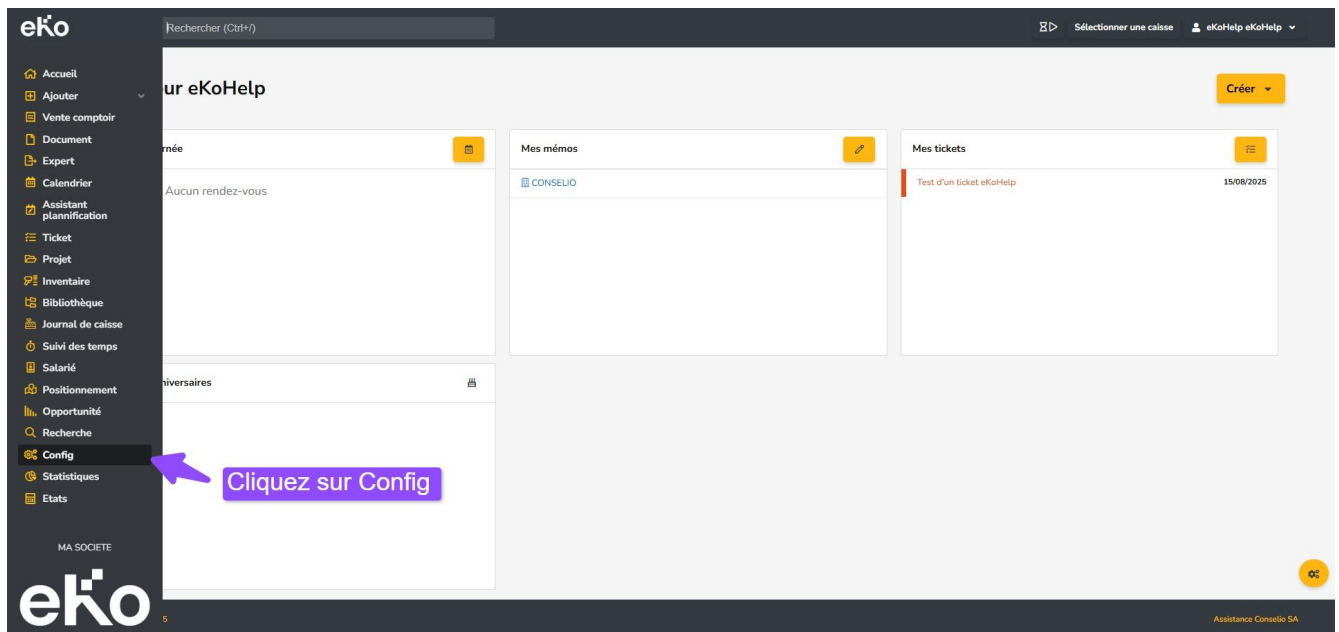 eko
Rechercher (Ctrl+/)
Sélectionner une caisse
eKoHelp eKoHelp
Accueil
Ajouter
Vente comptoir
Document
Expert
Calendrier
Assistant
plannification
Ticket
Projet
Inventaire
Bibliothèque
Journal de caisse
Suivi des temps
Salarié
Positionnement
Opportunité
Recherche
Config
Statistiques
Etats
MA SOCIETE
eko
ur eKoHelp
Créer
rnée
Aucun rendez-vous
Mes mémos
CONSELIO
Mes tickets
Test d'un ticket eKoHelp
15/08/2025
niversaires
Cliquez sur Config
5
Assistance Conselio SA